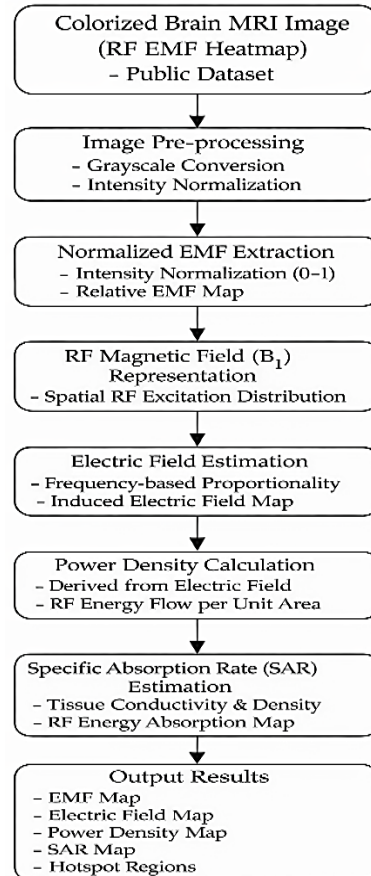 Colorized Brain MRI Image
(RF EMF Heatmap)
– Public Dataset
Image Pre-processing
– Grayscale Conversion
– Intensity Normalization
Normalized EMF Extraction
– Intensity Normalization (0–1)
– Relative EMF Map
RF Magnetic Field (B₁)
Representation
– Spatial RF Excitation Distribution
Electric Field Estimation
– Frequency-based Proportionality
– Induced Electric Field Map
Power Density Calculation
– Derived from Electric Field
– RF Energy Flow per Unit Area
Specific Absorption Rate (SAR)
Estimation
– Tissue Conductivity & Density
– RF Energy Absorption Map
Output Results
– EMF Map
– Electric Field Map
– Power Density Map
– SAR Map
– Hotspot Regions